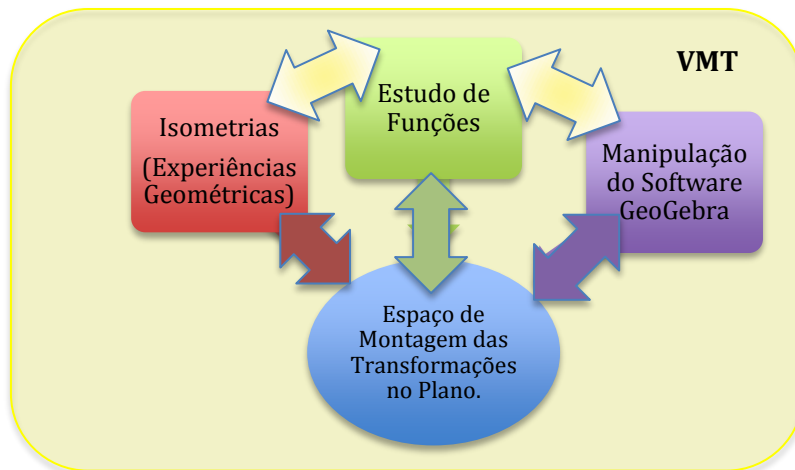 VMT
Isometrias
(Experiências
Geométricas)
Estudo de
Funções
Manipulação
do Software
GeoGebra
Espaço de
Montagem das
Transformações
no Plano.